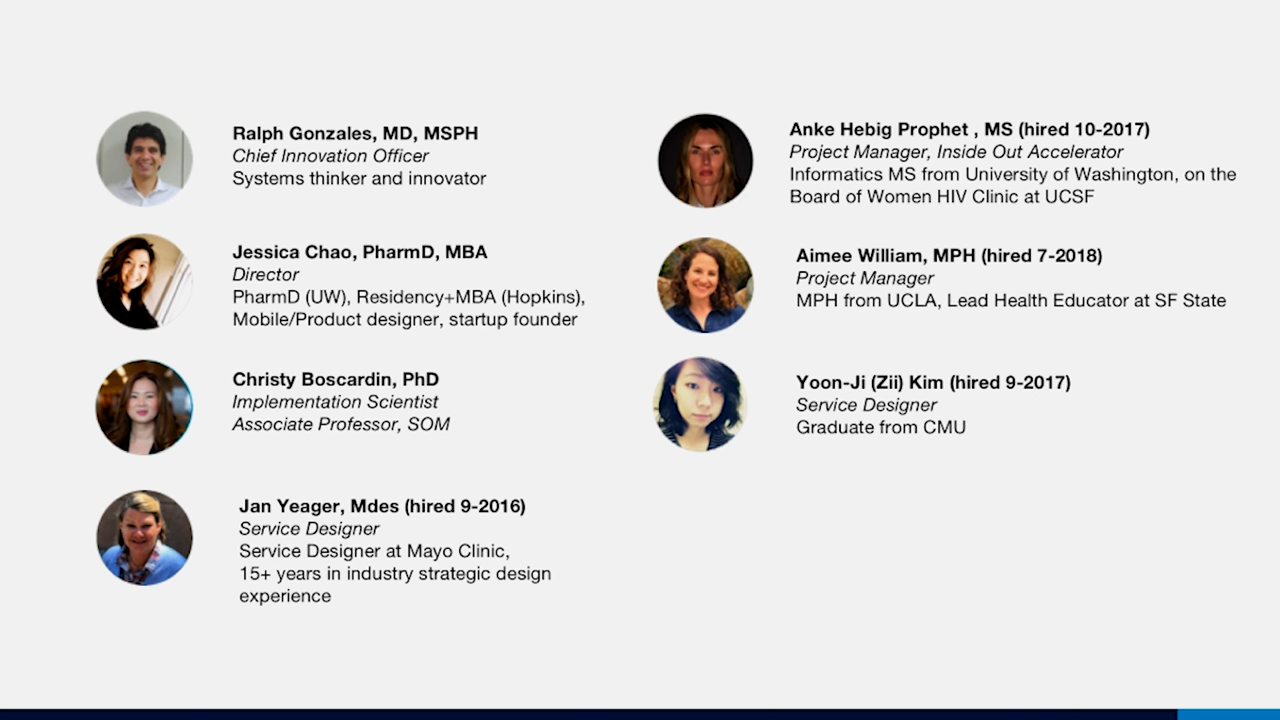 Ralph Gonzales, MD, MSPH
Chief Innovation Officer
Systems thinker and innovator
Jessica Chao, PharmD, MBA
Director
PharmD (UW), Residency+MBA (Hopkins),
Mobile/Product designer, startup founder
Christy Boscardin, PhD
Implementation Scientist
Associate Professor, SOM
Jan Yeager, Mdes (hired 9-2016)
Service Designer
Service Designer at Mayo Clinic,
15+ years in industry strategic design
experience
Anke Hebig Prophet , MS (hired 10-2017)
Project Manager, Inside Out Accelerator
Informatics MS from University of Washington, on the
Board of Women HIV Clinic at UCSF
Aimee William, MPH (hired 7-2018)
Project Manager
MPH from UCLA, Lead Health Educator at SF State
Yoon-Ji (Zii) Kim (hired 9-2017)
Service Designer
Graduate from CMU